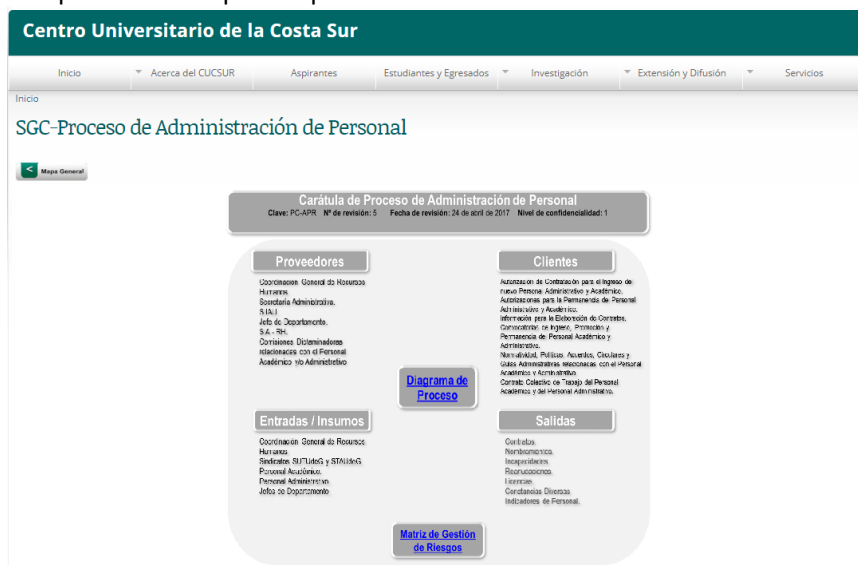 Centro Universitario de la Costa Sur
Inicio Acerca del CUCSUR Aspirantes Estudiantes y Egresados Investigación Extensión y Difusión Servicios
Inicio
SGC-Proceso de Administración de Personal
< Mapa General
Carátula de Proceso de Administración de Personal
Clave: PC-APR Nº de revisión: 5 Fecha de revisión: 24 de abril de 2017 Nivel de confidencialidad: 1
Proveedores
Coordinación General de Recursos
Humanos
Secretaría Administrativa.
Jefe de Departamento.
S.A - RH.
Comisiones Dictaminadoras
relacionadas con el Personal
Académico y/o Administrativo
Clientes
Autorización de Contratación para el Ingreso de
nuevo Personal Administrativo y Académico.
Autorizaciones para la Permanencia de Personal
Administrativo y Académico.
Información para la Elaboración de Contratos.
Convocatorias de Ingreso, Promoción y
Permanencia de Personal Académico y
Administrativo.
Normatividad, Políticas, Acuerdos, Circulares y
Guías Administrativas relacionadas con el Personal
Académico y Administrativo.
Contrato Colectivo de Trabajo del Personal
Académico y del Personal Administrativo.
Diagrama de
Proceso
Entradas / Insumos
Coordinación General de Recursos
Humanos
Sindicatos SUTUdeG y STAUdeG
Personal Académico.
Personal Administrativo
Jefes de Departamento
Salidas
Contratos.
Nombramientos.
Incapacidades.
Licencias.
Constancias Diversas
Indicadores de Personal.
Matriz de Gestión
de Riesgos